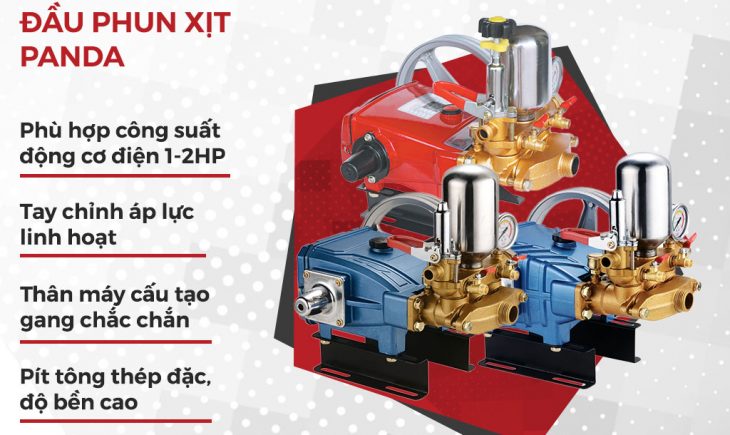 ĐẦU PHUN XỊT
PANDA
Phù hợp công suất
động cơ điện 1-2HP
Tay chỉnh áp lực
linh hoạt
Thân máy cấu tạo
gang chắc chắn
Pít tông thép đặc,
độ bền cao